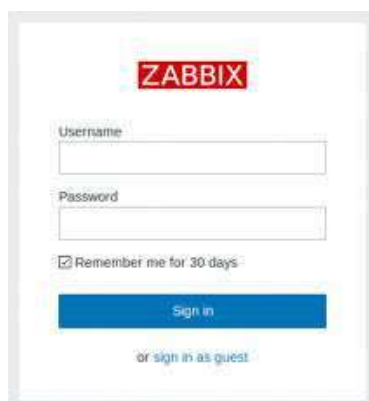 ZABBIX
Username
Password
Remember me for 30 days
Sign in
or sign in as guest